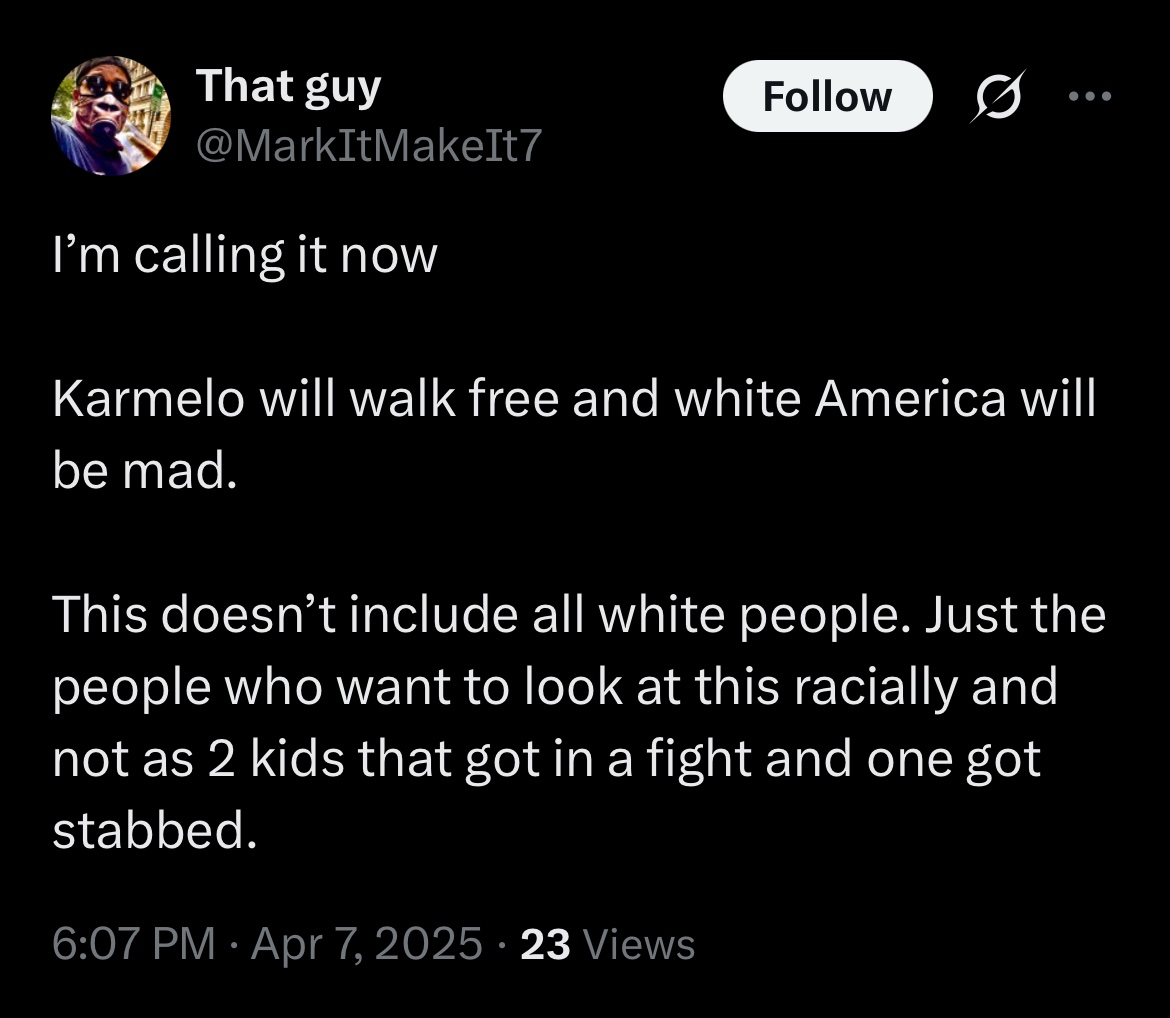 That guy
@MarkItMakeIt7
Follow
I’m calling it now
Karmelo will walk free and white America will
be mad.
This doesn’t include all white people. Just the
people who want to look at this racially and
not as 2 kids that got in a fight and one got
stabbed.
6:07 PM · Apr 7, 2025 · 23 Views